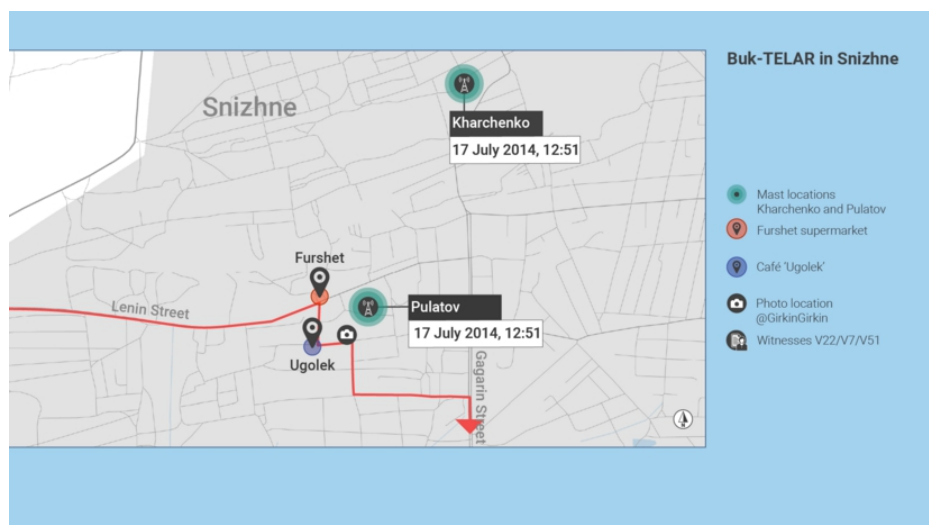 Buk-TELAR in Snizhne
Snizhne
Kharchenko
17 July 2014, 12:51
Furshet
Lenin Street
Pulatov
17 July 2014, 12:51
Ugolek
Gagarin Street
Mast locations
Kharchenko and Pulatov
Furshet supermarket
Café 'Ugolek'
Photo location
@GirkinGirkin
Witnesses V22/V7/V51